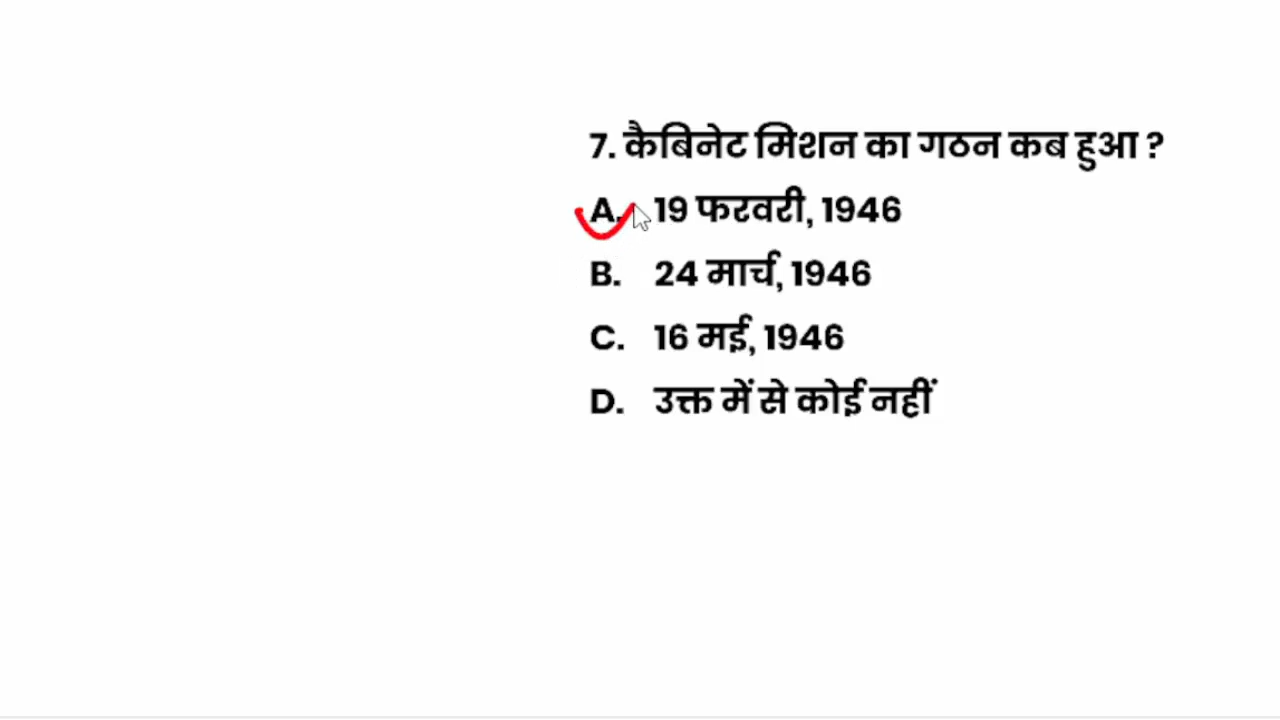 7. कैबिनेट मिशन का गठन कब हुआ ?
A. 19 फरवरी, 1946
B. 24 मार्च, 1946
C. 16 मई, 1946
D. उक्त में से कोई नहीं